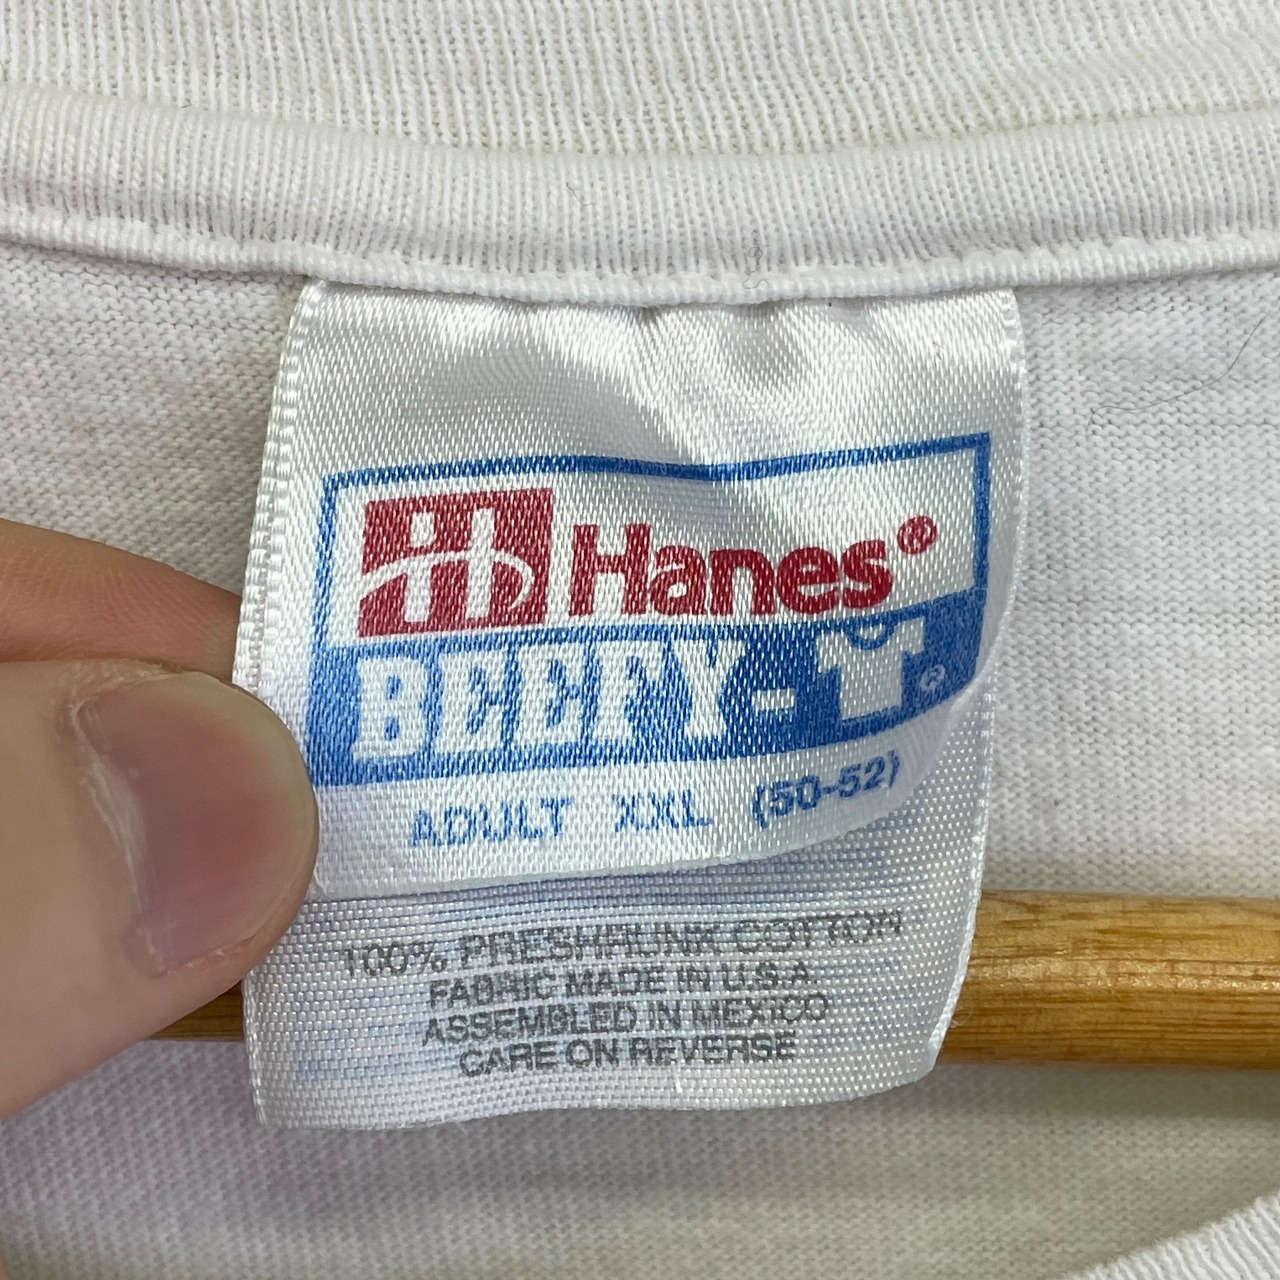 Hanes®
BEEFY-T®
ADULT XXL (50-52)
100% PRESHRUNK COTTON
FABRIC MADE IN U.S.A.
ASSEMBLED IN MEXICO
CARE ON REVERSE